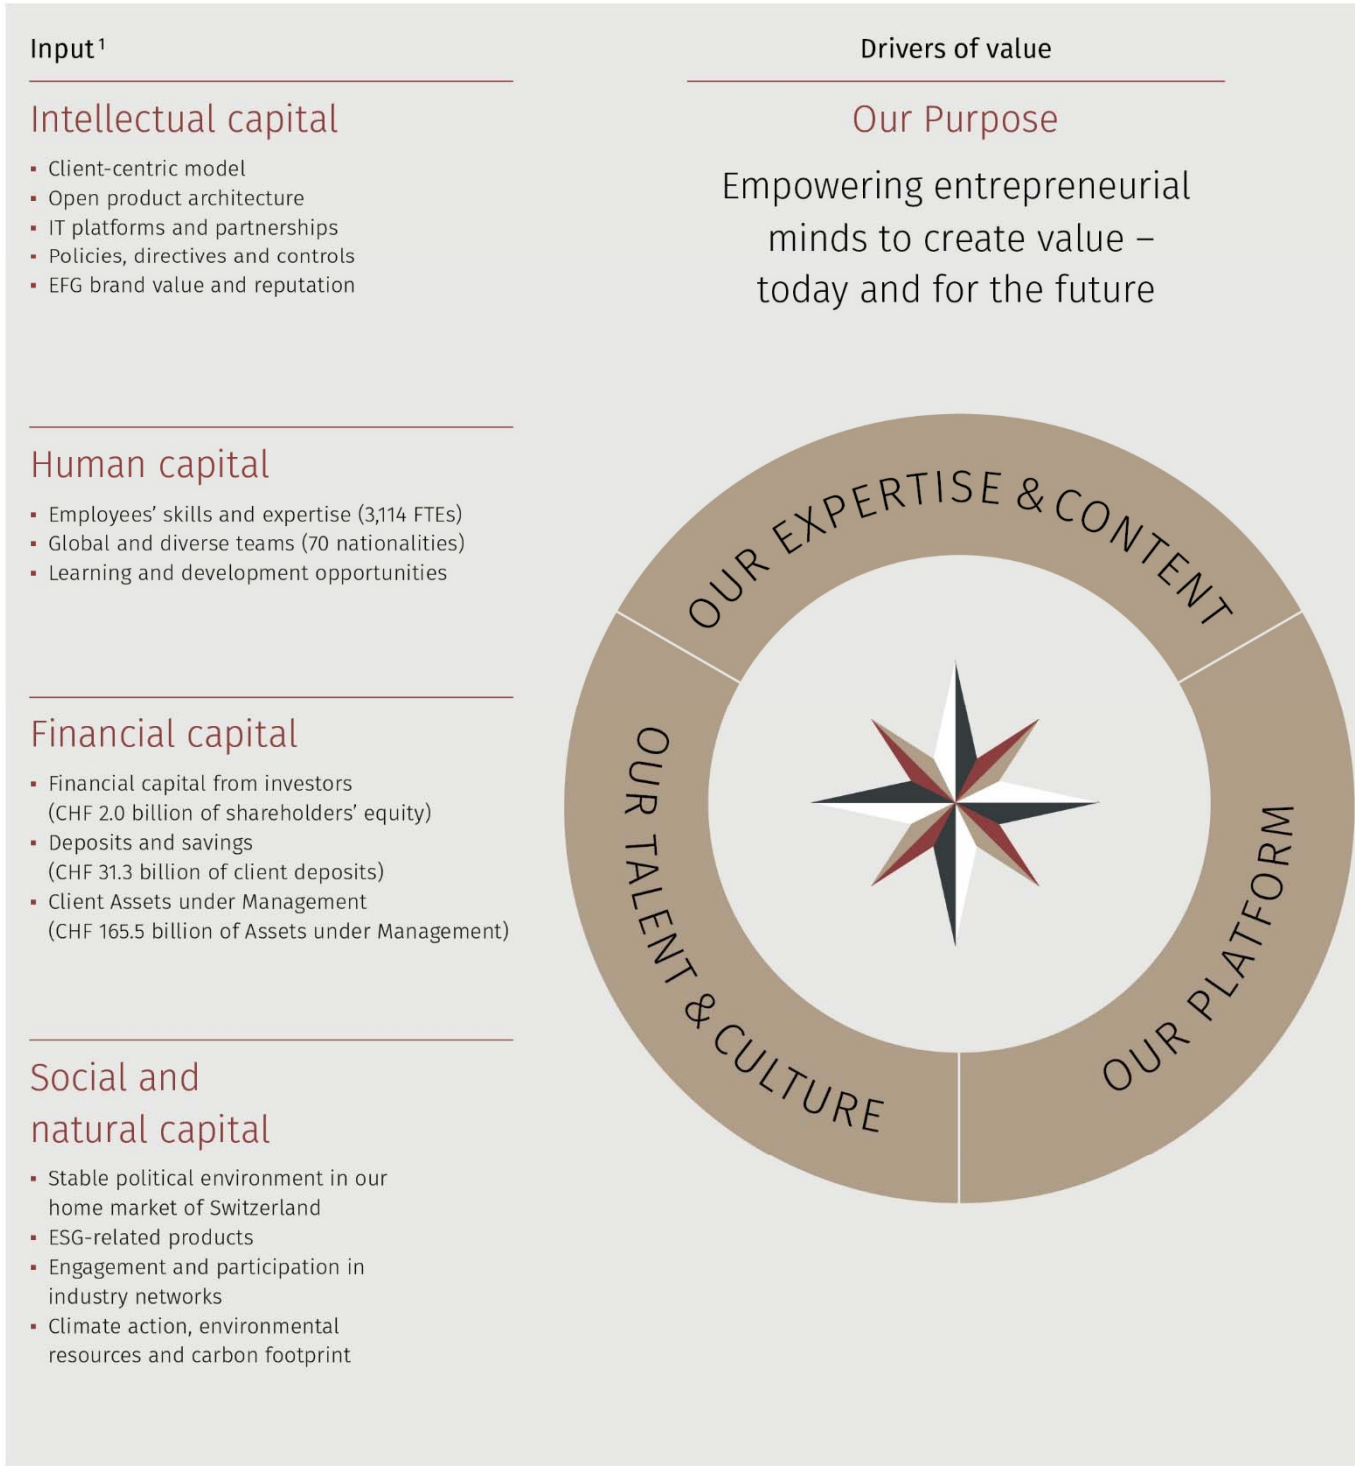 Input¹
Intellectual capital
▪ Client-centric model
▪ Open product architecture
▪ IT platforms and partnerships
▪ Policies, directives and controls
▪ EFG brand value and reputation
Human capital
▪ Employees’ skills and expertise (3,114 FTEs)
▪ Global and diverse teams (70 nationalities)
▪ Learning and development opportunities
Financial capital
▪ Financial capital from investors
(CHF 2.0 billion of shareholders’ equity)
▪ Deposits and savings
(CHF 31.3 billion of client deposits)
▪ Client Assets under Management
(CHF 165.5 billion of Assets under Management)
Social and
natural capital
▪ Stable political environment in our
home market of Switzerland
▪ ESG-related products
▪ Engagement and participation in
industry networks
▪ Climate action, environmental
resources and carbon footprint
Drivers of value
Our Purpose
Empowering entrepreneurial
minds to create value –
today and for the future
OUR EXPERTISE & CONTENT
OUR TALENT & CULTURE
OUR PLATFORM